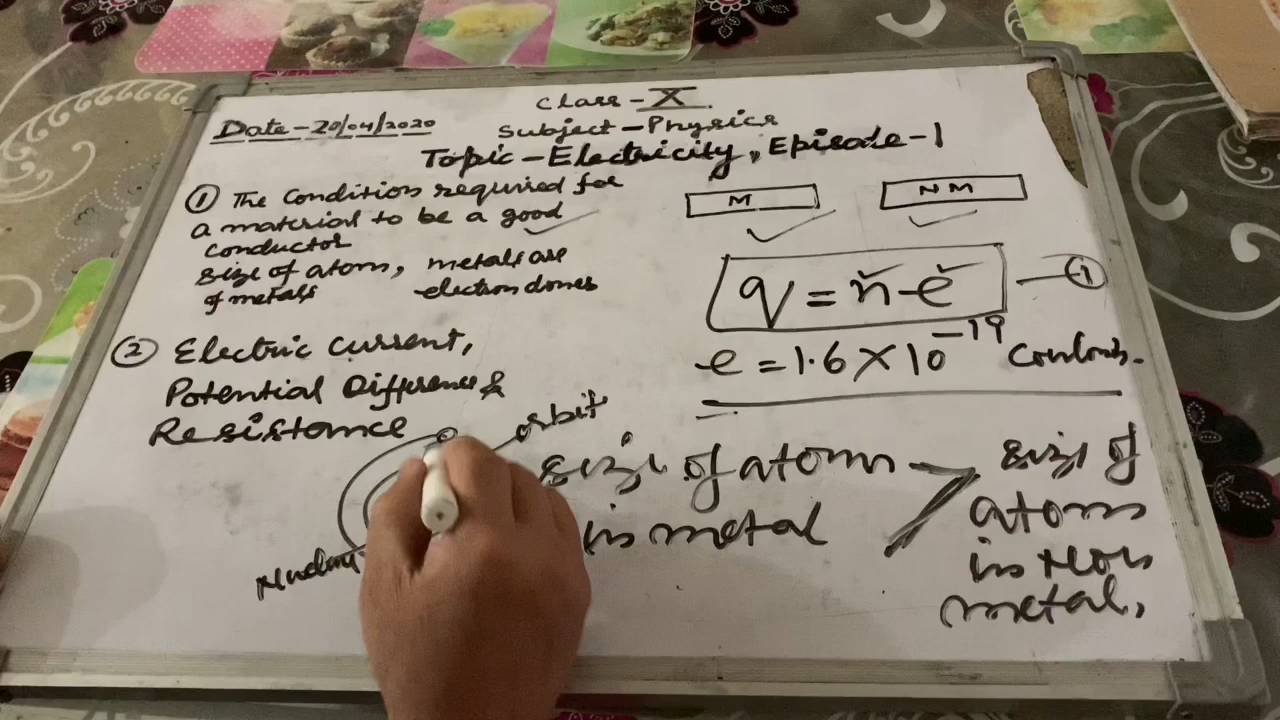 Class - X.
Date - 20/04/2020
Subject - Physics
Topic - Electricity, Episode - 1
① The condition required for
a material to be a good
conductor
size of atom, metals are
of metals electron doners
M
NM
q = n e - ①
e = 1.6 × 10⁻¹⁹ Coulomb.
② Electric current,
Potential Difference &
Resistance
orbit
size of atom > size of
in metal atom
in Non
metal,